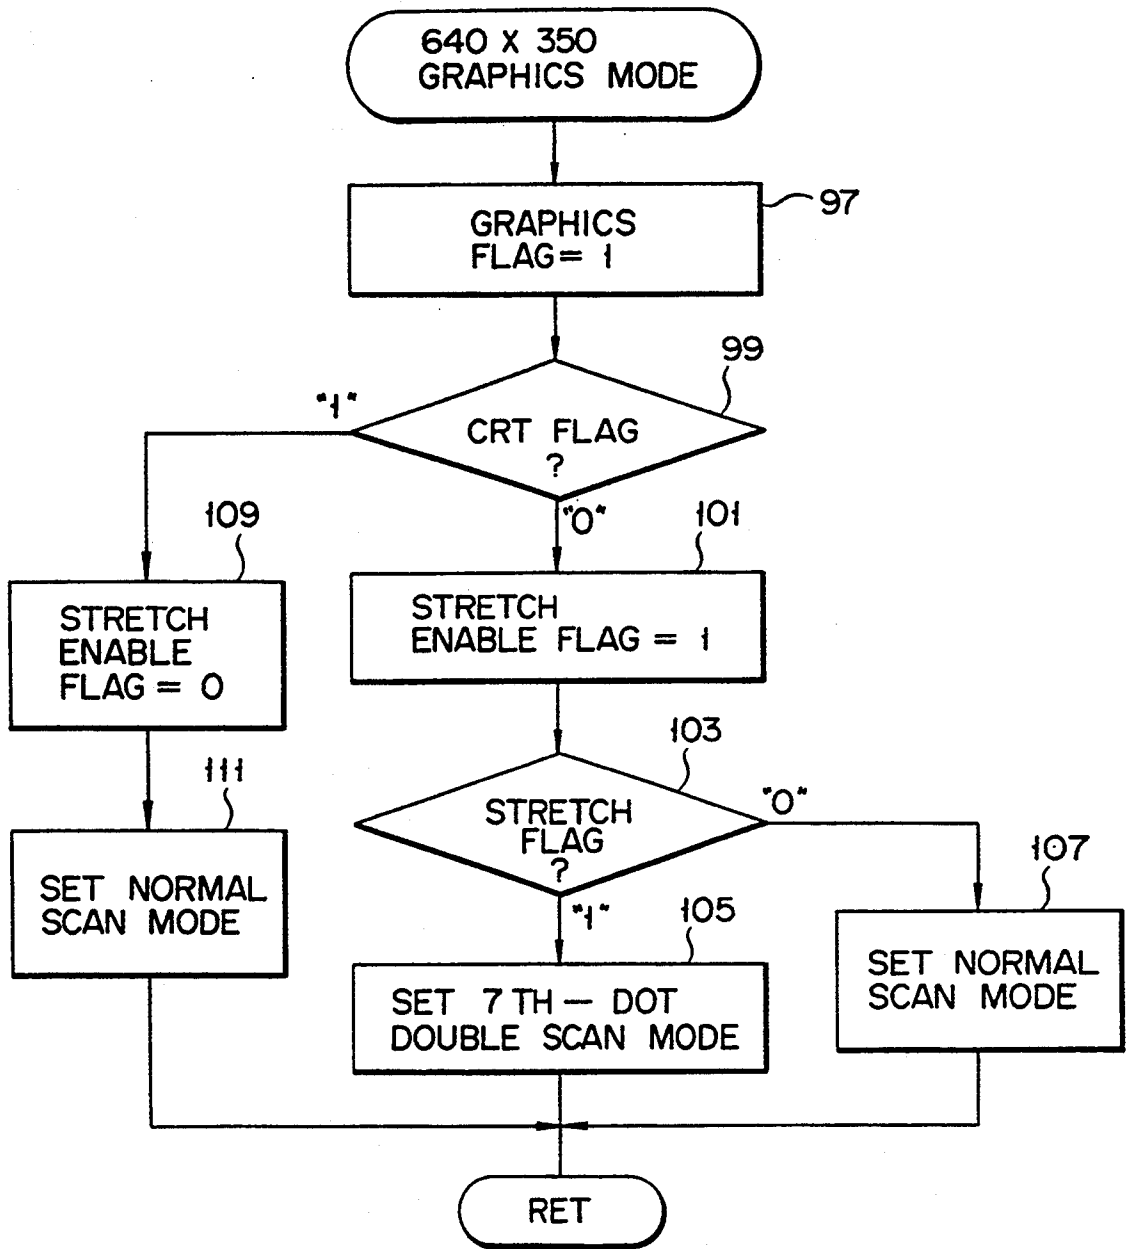 640 X 350
GRAPHICS MODE
97
GRAPHICS
FLAG = 1
99
"1"
CRT FLAG
?
"0"
109
101
STRETCH
ENABLE
FLAG = 0
STRETCH
ENABLE FLAG = 1
103
111
STRETCH
FLAG
?
"0"
"1"
107
105
SET NORMAL
SCAN MODE
SET 7 TH — DOT
DOUBLE SCAN MODE
SET NORMAL
SCAN MODE
RET